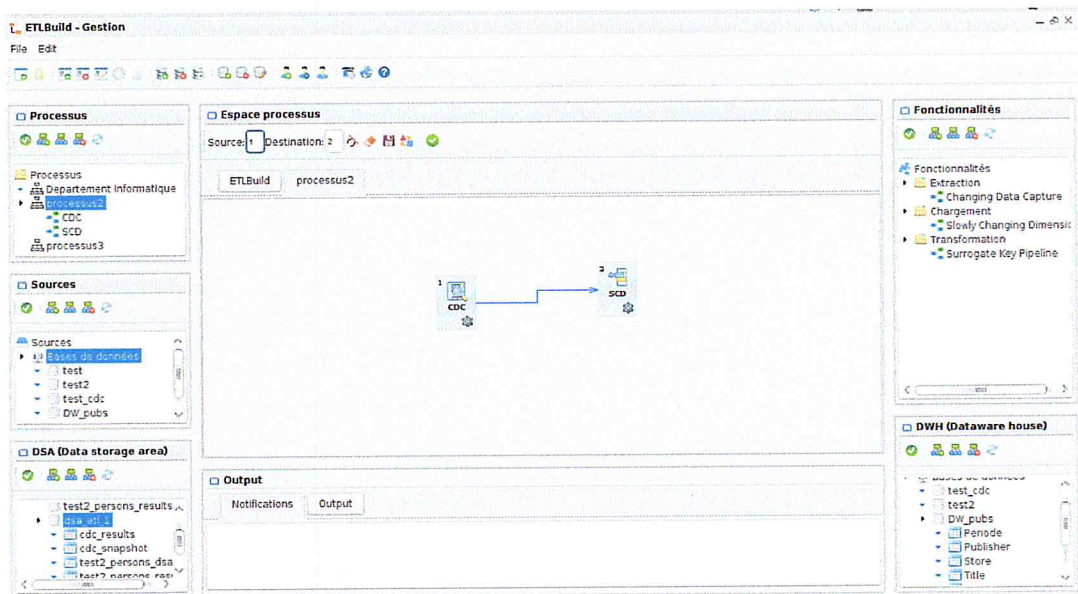 ETLBuild - Gestion
File Edit
Processus
Processus
Departement Informatique
processus2
CDC
SCD
processus3
Sources
Sources
Bases de données
test
test2
test_cdc
DW_pubs
DSA (Data storage area)
test2_persons_results
dsa_etl_1
cdc_results
cdc_snapshot
test2_persons_dsa
Espace processus
Source: 1 Destination: 2
ETLBuild processus2
1
CDC
2
SCD
Output
Notifications Output
Fonctionnalités
Fonctionnalités
Extraction
Changing Data Capture
Chargement
Slowly Changing Dimensic
Transformation
Surrogate Key Pipeline
DWH (Dataware house)
Bases de données
test_cdc
test2
DW_pubs
Periode
Publisher
Store
Title